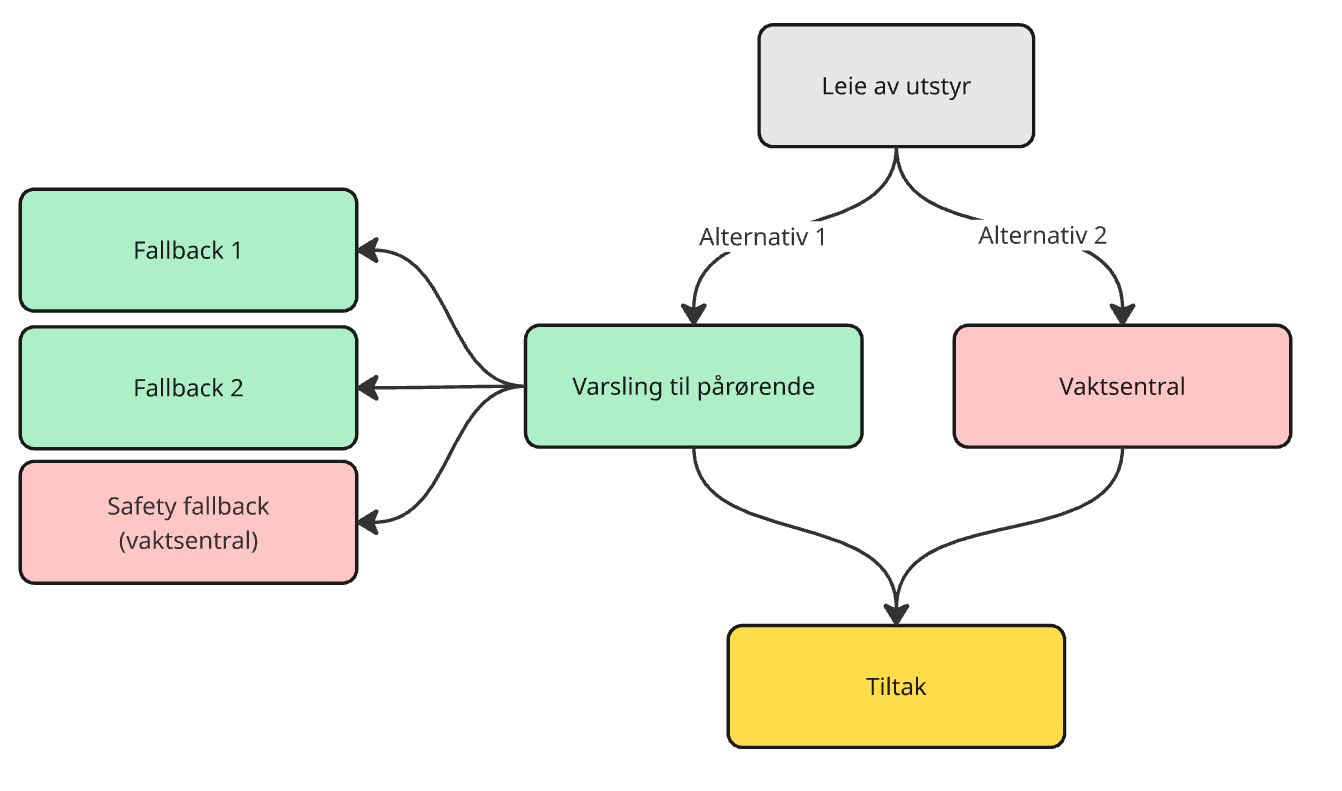 Leie av utstyr
Alternativ 1
Alternativ 2
Fallback 1
Fallback 2
Safety fallback
(vaktsentral)
Varsling til pårørende
Vaktsentral
Tiltak